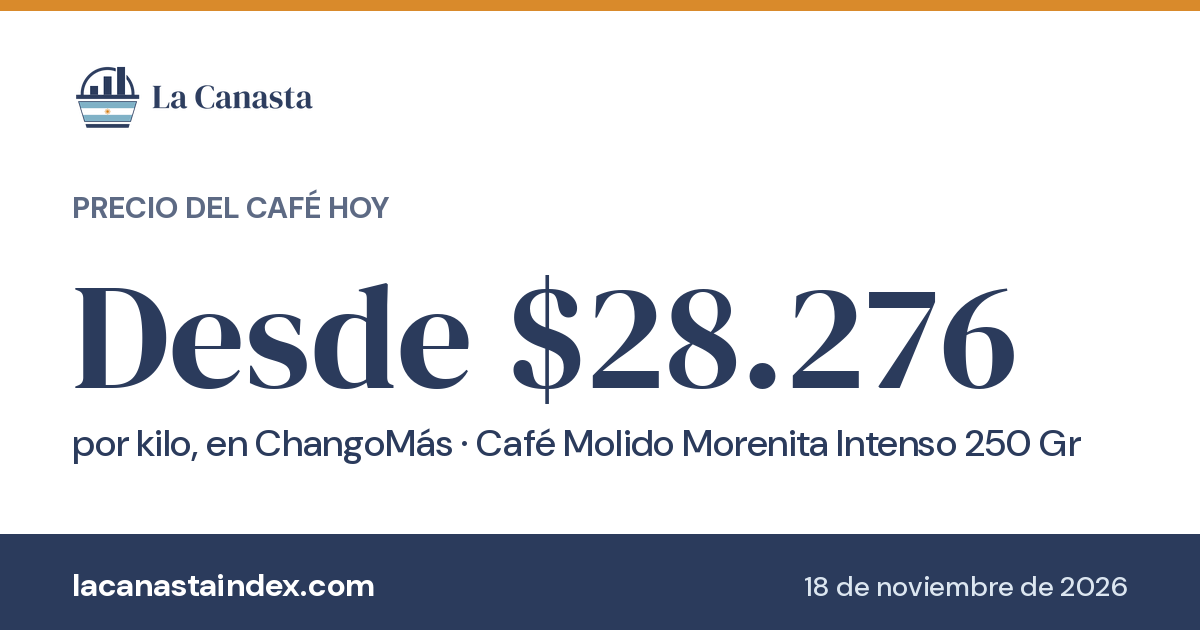 La Canasta
PRECIO DEL CAFÉ HOY
Desde $28.276
por kilo, en ChangoMás · Café Molido Morenita Intenso 250 Gr
lacanastaindex.com
18 de noviembre de 2026